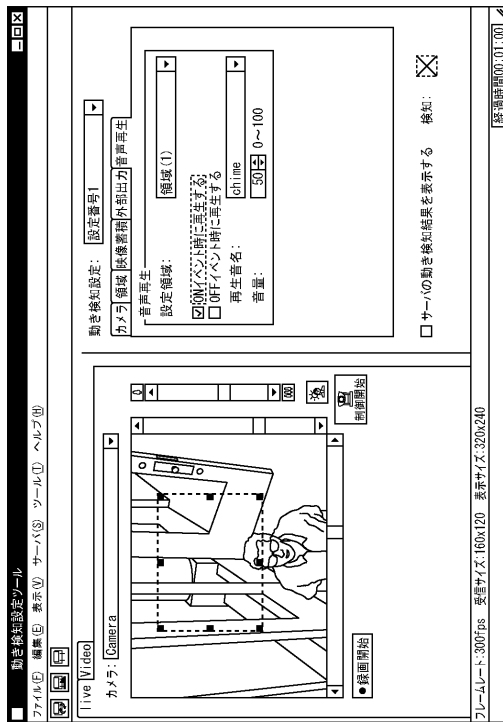 動き検知設定ツール
ファイル(F) 編集(E) 表示(V) サーバ(S) ツール(T) ヘルプ(H)
live Video
カメラ: Camera
制御開始
●録画開始
動き検知設定: 設定番号1
カメラ 領域 映像蓄積 外部出力 音声再生
音声再生
設定領域: 領域(1)
ONイベント時に再生する
OFFイベント時に再生する
再生音名: chime
音量: 50 0~100
サーバの動き検知結果を表示する 検知:
フレームレート:300fps 受信サイズ:160x120 表示サイズ:320x240
経過時間00:01:00